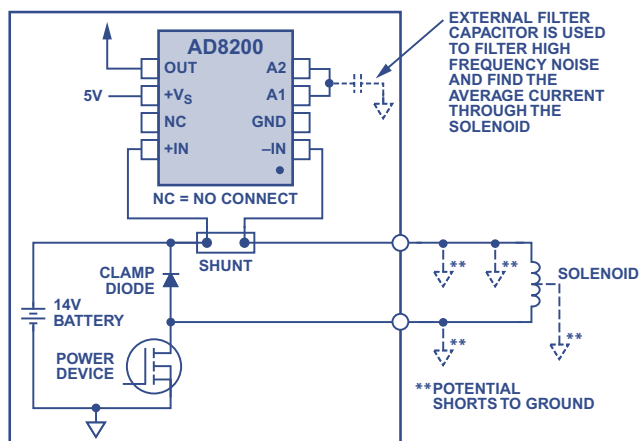 EXTERNAL FILTER
CAPACITOR IS USED
TO FILTER HIGH
FREQUENCY NOISE
AND FIND THE
AVERAGE CURRENT
THROUGH THE
SOLENOID
AD8200
OUT
A2
5V
+VS
A1
NC
GND
+IN
–IN
NC = NO CONNECT
SHUNT
CLAMP
DIODE
14V
BATTERY
POWER
DEVICE
**
**
SOLENOID
**
**
**POTENTIAL
SHORTS TO GROUND